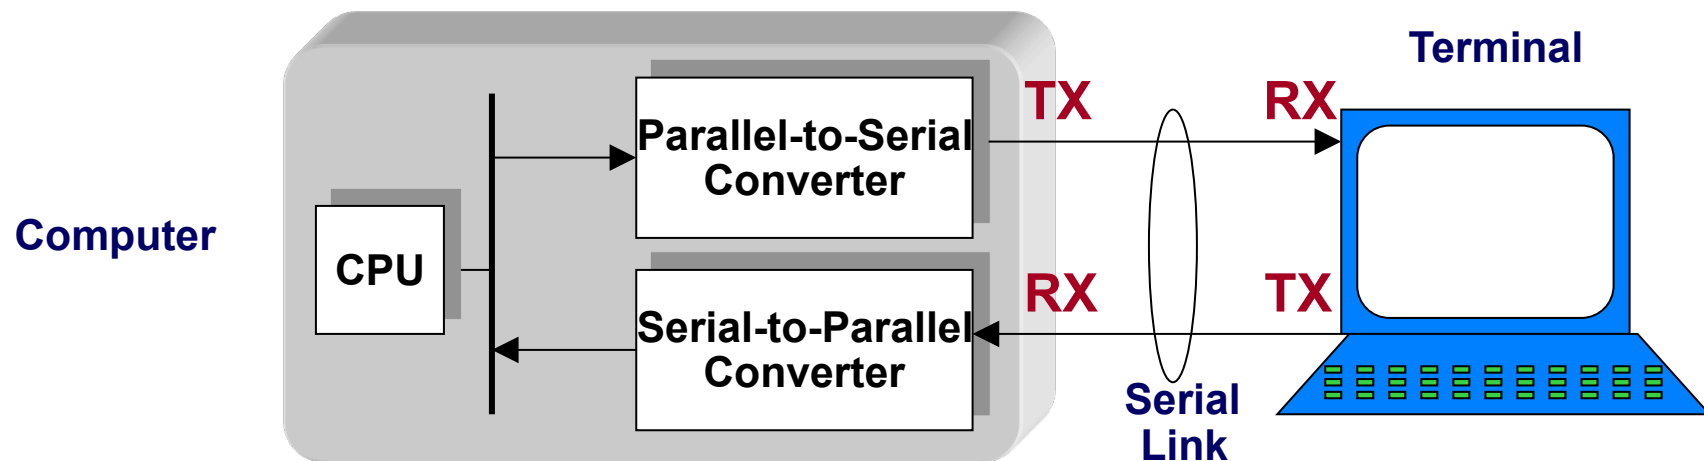 Terminal
TX
RX
Parallel-to-Serial
Converter
Computer
CPU
RX
TX
Serial-to-Parallel
Converter
Serial
Link